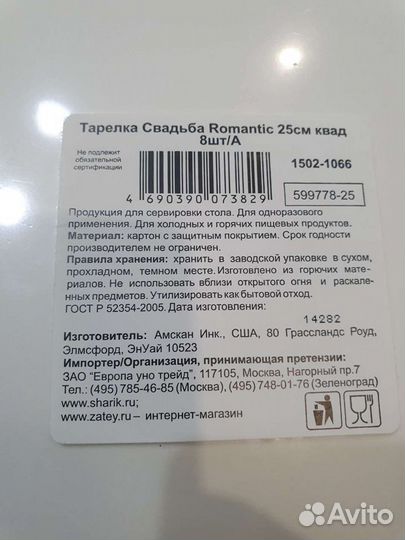 Тарелка Свадьба Romantic 25см квад
8шт/А
Не подлежит
обязательной
сертификации
1502-1066
4 690390 073829
599778-25
Продукция для сервировки стола. Для одноразового
применения. Для холодных и горячих пищевых продуктов.
Материал: картон с защитным покрытием. Срок годности
производителем не ограничен.
Правила хранения: хранить в заводской упаковке в сухом,
прохладном, темном месте. Изготовлено из горючих мате-
риалов. Не использовать вблизи открытого огня и раскале-
нных предметов. Утилизировать как бытовой отход.
ГОСТ Р 52354-2005. Дата изготовления:
14282
Изготовитель: Амскан Инк., США, 80 Грассландс Роуд,
Элмсфорд, ЭнУай 10523
Импортер/Организация, принимающая претензии:
ЗАО "Европа уно трейд", 117105, Москва, Нагорный пр.7
Тел.: (495) 785-46-85 (Москва), (495) 748-01-76 (Зеленоград)
www.sharik.ru;
www.zatey.ru – интернет-магазин
Avito